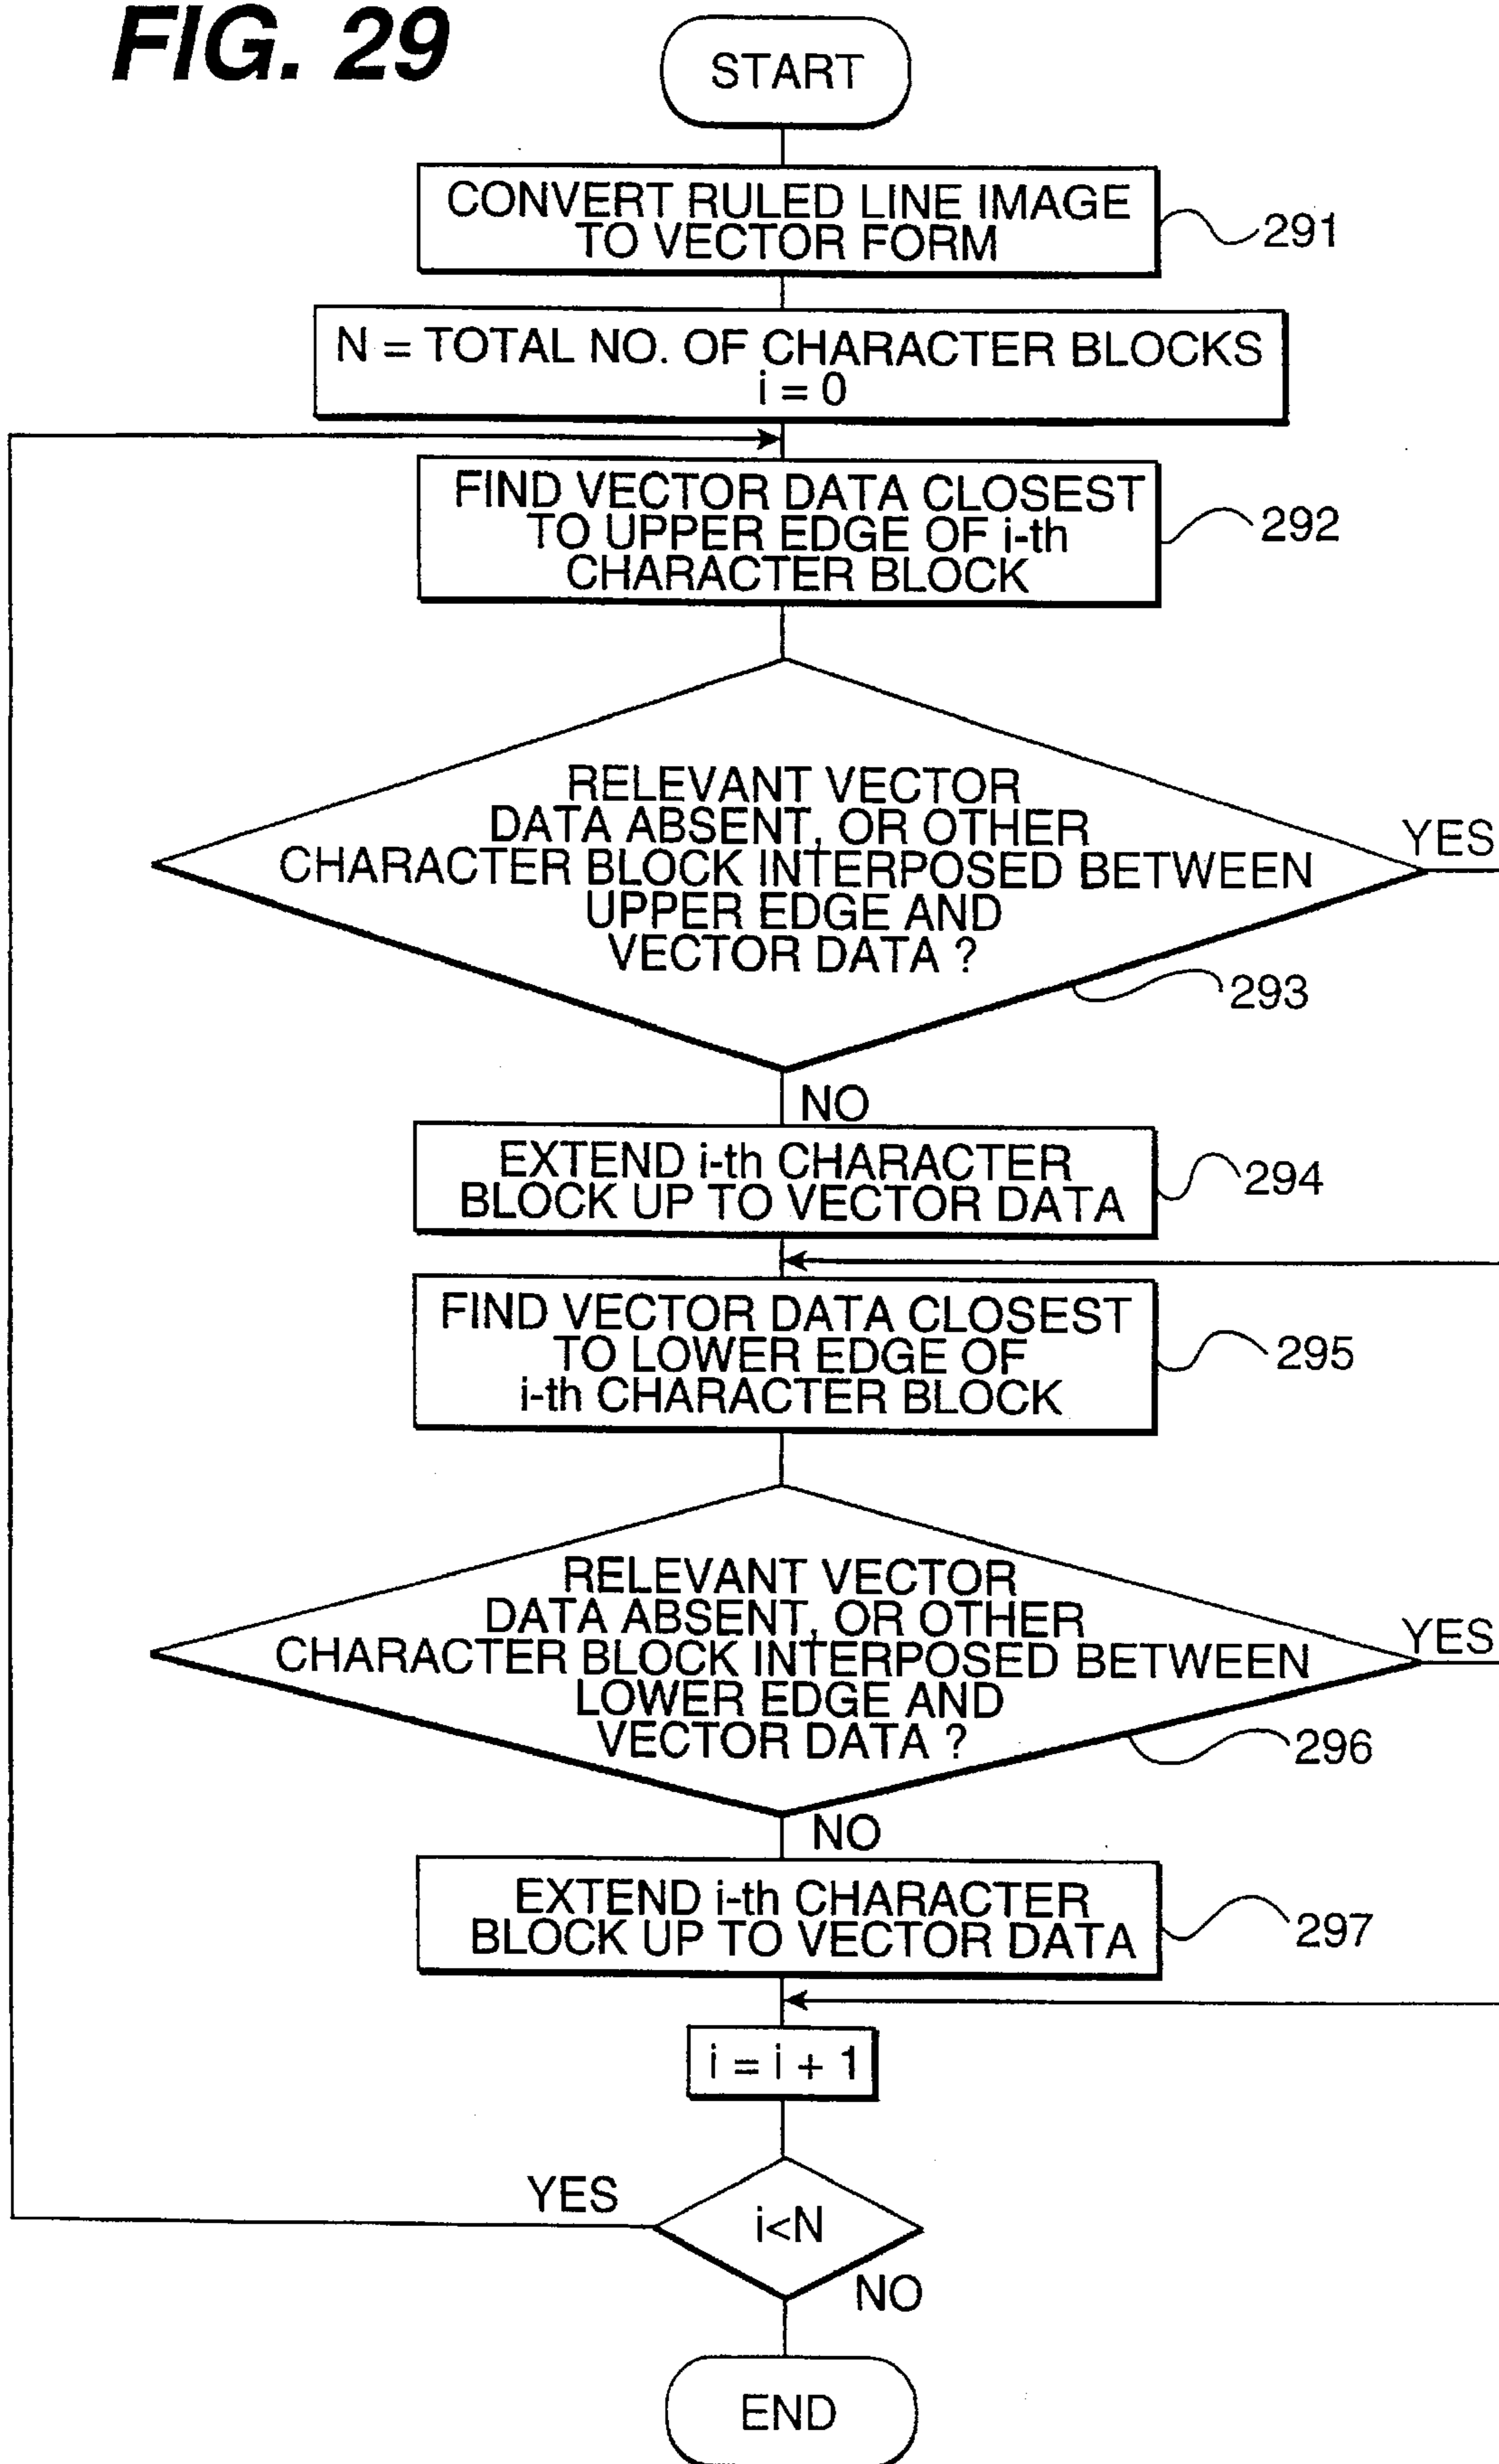 FIG. 29
START
CONVERT RULED LINE IMAGE
TO VECTOR FORM
291
N = TOTAL NO. OF CHARACTER BLOCKS
i = 0
FIND VECTOR DATA CLOSEST
TO UPPER EDGE OF i-th
CHARACTER BLOCK
292
RELEVANT VECTOR
DATA ABSENT, OR OTHER
CHARACTER BLOCK INTERPOSED BETWEEN
UPPER EDGE AND
VECTOR DATA ?
YES
293
NO
EXTEND i-th CHARACTER
BLOCK UP TO VECTOR DATA
294
FIND VECTOR DATA CLOSEST
TO LOWER EDGE OF
i-th CHARACTER BLOCK
295
RELEVANT VECTOR
DATA ABSENT, OR OTHER
CHARACTER BLOCK INTERPOSED BETWEEN
LOWER EDGE AND
VECTOR DATA ?
YES
296
NO
EXTEND i-th CHARACTER
BLOCK UP TO VECTOR DATA
297
i = i + 1
YES
i<N
NO
END